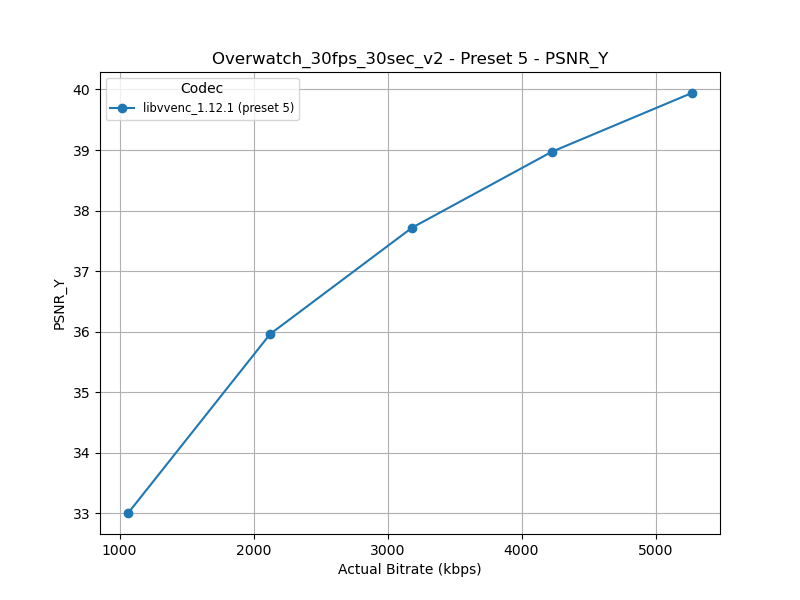 Overwatch_30fps_30sec_v2 - Preset 5 - PSNR_Y
Codec
libvvenc_1.12.1 (preset 5)
PSNR_Y
40
39
38
37
36
35
34
33
1000 2000 3000 4000 5000
Actual Bitrate (kbps)